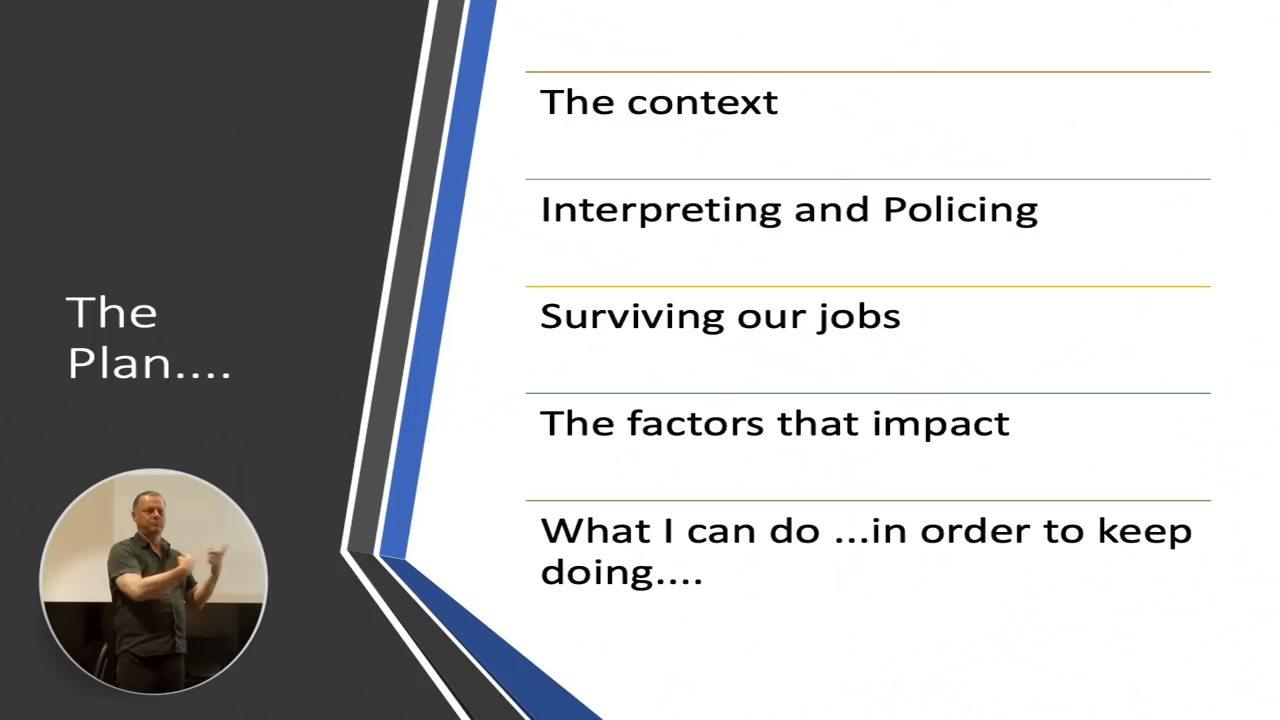 The
Plan....
The context
Interpreting and Policing
Surviving our jobs
The factors that impact
What I can do ...in order to keep
doing....